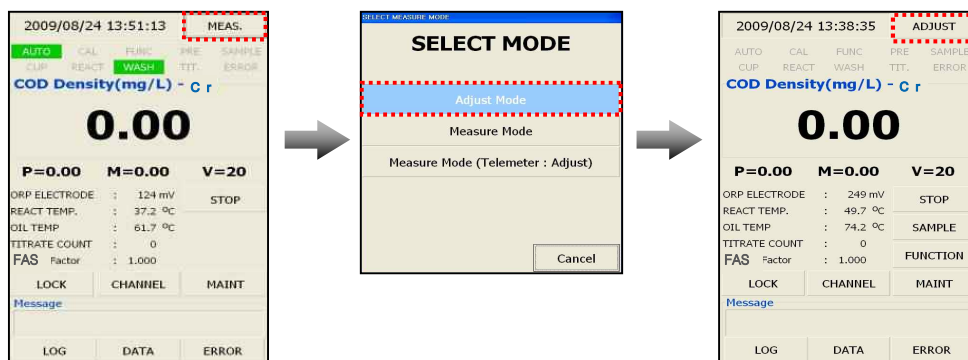 2009/08/24 13:51:13 MEAS.
AUTO CAL FUNC PRE SAMPLE
CUP REACT WASH TIT. ERROR
COD Density(mg/L) - Cr
0.00
P=0.00 M=0.00 V=20
ORP ELECTRODE : 124 mV
STOP
REACT TEMP. : 37.2 ºC
OIL TEMP : 61.7 ºC
TITRATE COUNT : 0
FAS Factor : 1.000
LOCK CHANNEL MAINT
Message
LOG DATA ERROR
SELECT MEASURE MODE
SELECT MODE
Adjust Mode
Measure Mode
Measure Mode (Telemeter : Adjust)
Cancel
2009/08/24 13:38:35 ADJUST
AUTO CAL FUNC PRE SAMPLE
CUP REACT WASH TIT. ERROR
COD Density(mg/L) - Cr
0.00
P=0.00 M=0.00 V=20
ORP ELECTRODE : 249 mV
STOP
REACT TEMP. : 49.7 ºC
OIL TEMP : 74.2 ºC
SAMPLE
TITRATE COUNT : 0
FAS Factor : 1.000
FUNCTION
LOCK CHANNEL MAINT
Message
LOG DATA ERROR